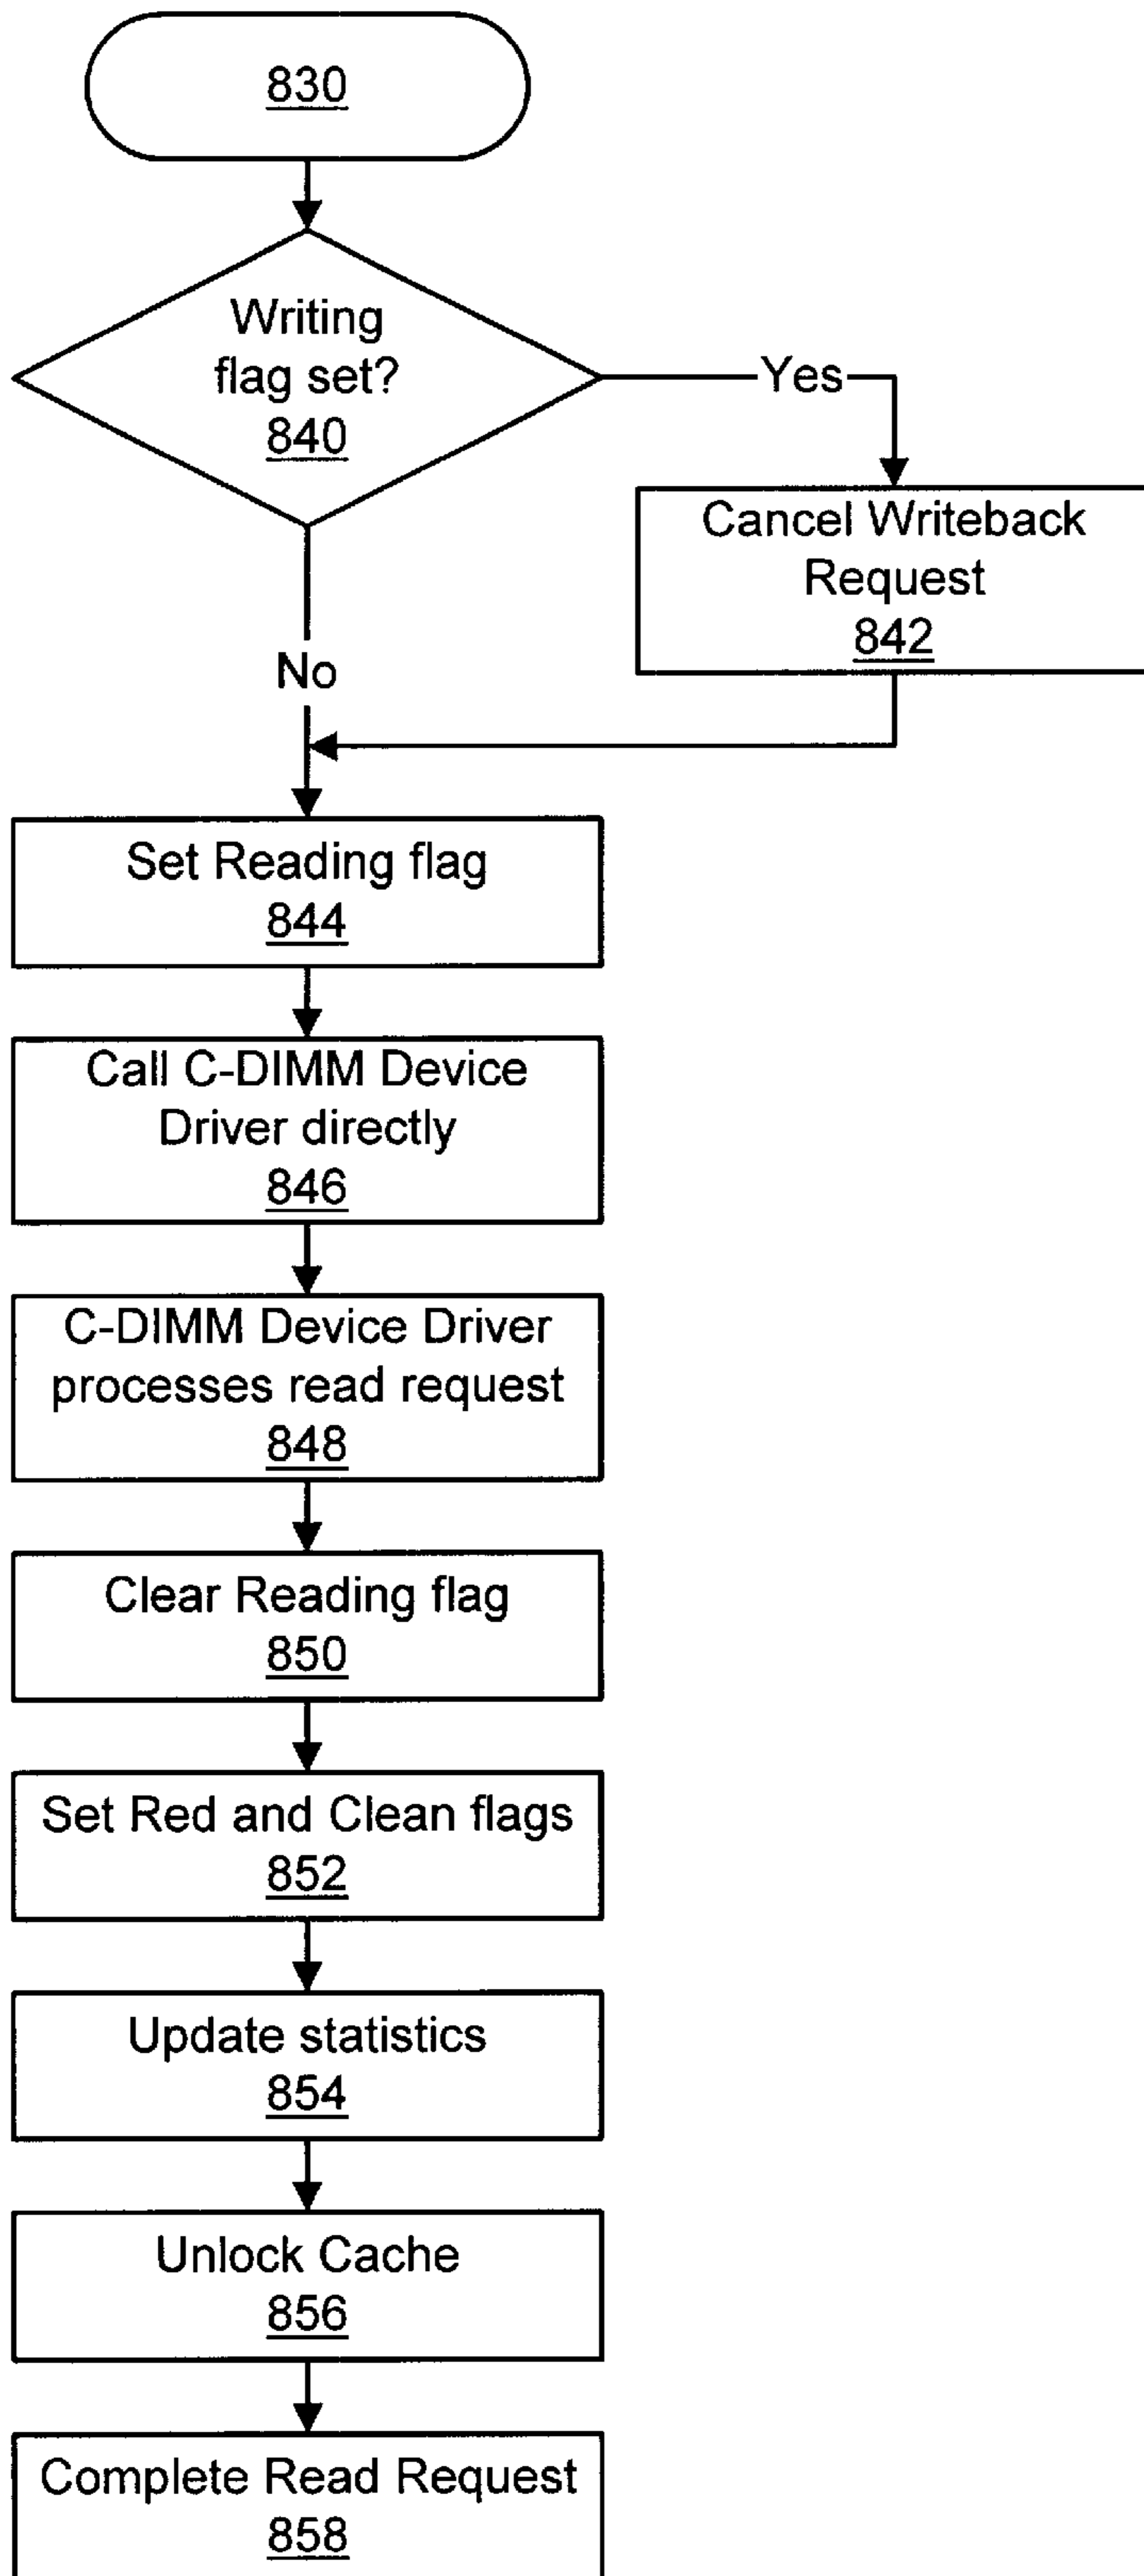 830
Writing
flag set?
840
Yes
Cancel Writeback
Request
842
No
Set Reading flag
844
Call C-DIMM Device
Driver directly
846
C-DIMM Device Driver
processes read request
848
Clear Reading flag
850
Set Red and Clean flags
852
Update statistics
854
Unlock Cache
856
Complete Read Request
858